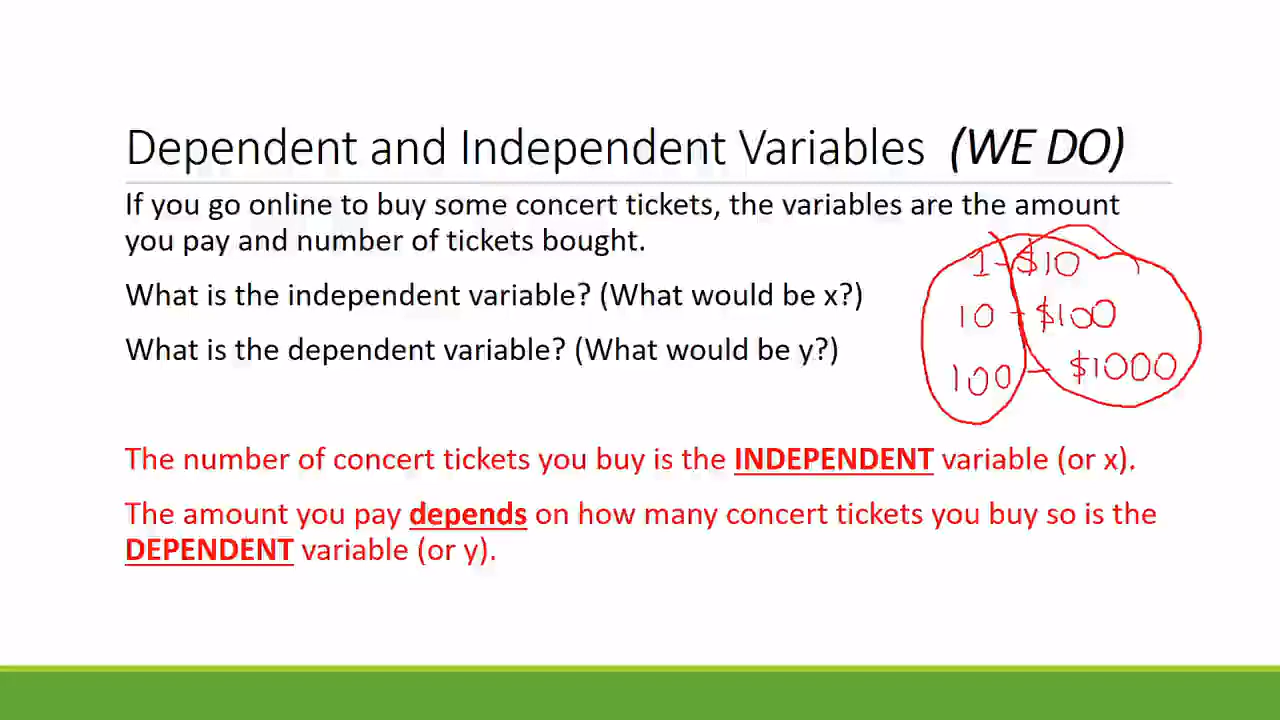 Dependent and Independent Variables (WE DO)
If you go online to buy some concert tickets, the variables are the amount
you pay and number of tickets bought.
1 - $10
What is the independent variable? (What would be x?)
10 - $100
What is the dependent variable? (What would be y?)
100 - $1000
The number of concert tickets you buy is the INDEPENDENT variable (or x).
The amount you pay depends on how many concert tickets you buy so is the
DEPENDENT variable (or y).